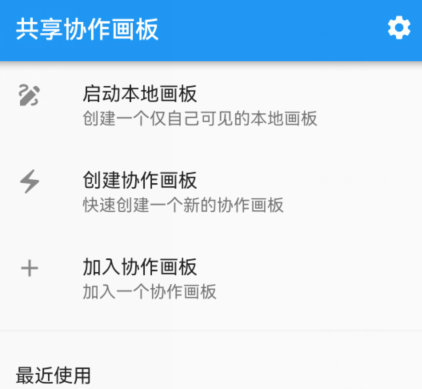 共享协作画板
启动本地画板
创建一个仅自己可见的本地画板
创建协作画板
快速创建一个新的协作画板
加入协作画板
加入一个协作画板
最近使用